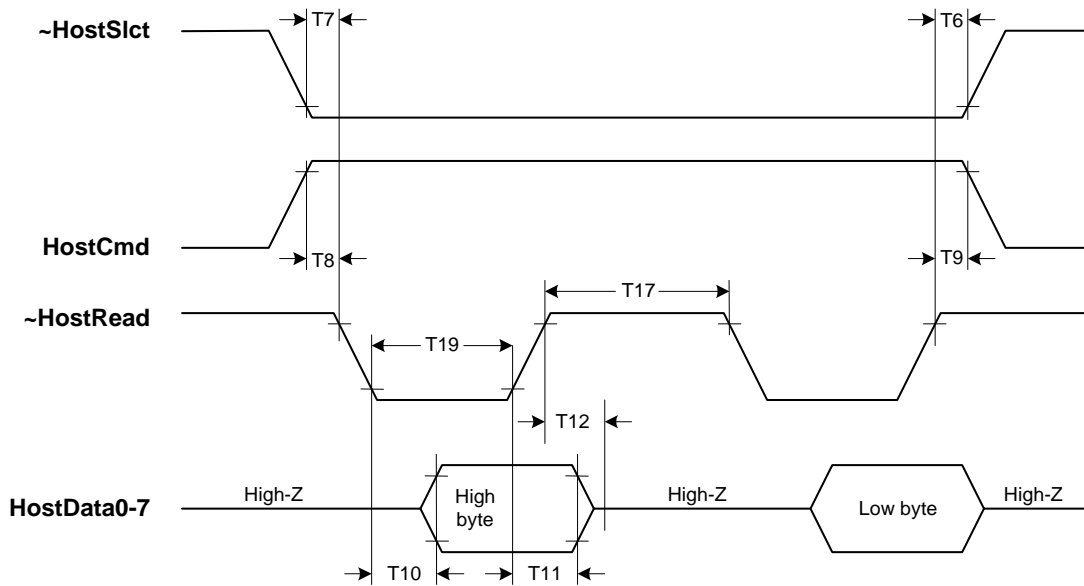 ~HostSlct
T7
T6
HostCmd
T8
T9
~HostRead
T17
T19
T12
HostData0-7
High-Z
High
byte
High-Z
Low byte
High-Z
T10
T11